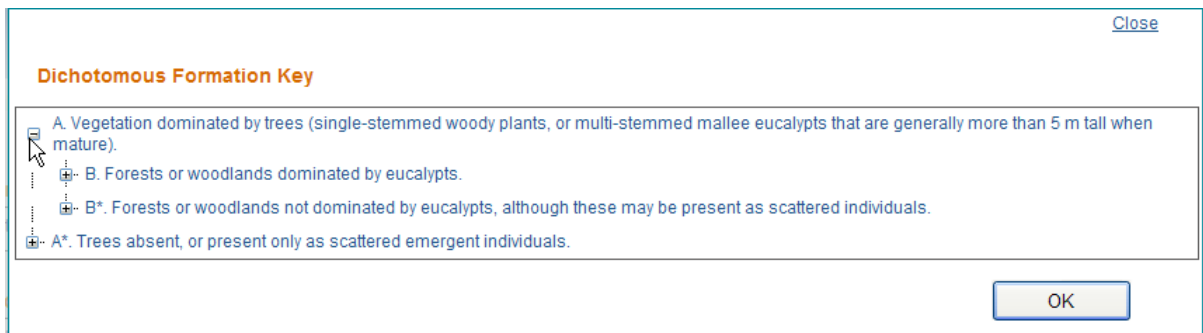 Close
Dichotomous Formation Key
A. Vegetation dominated by trees (single-stemmed woody plants, or multi-stemmed mallee eucalypts that are generally more than 5 m tall when
mature).
B. Forests or woodlands dominated by eucalypts.
B*. Forests or woodlands not dominated by eucalypts, although these may be present as scattered individuals.
A*. Trees absent, or present only as scattered emergent individuals.
OK